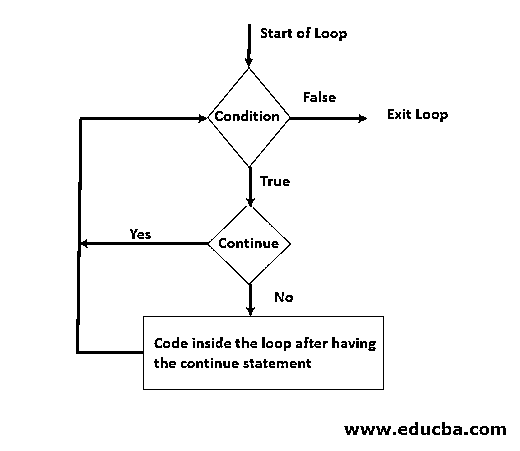 Start of Loop
False
Condition
Exit Loop
True
Yes
Continue
No
Code inside the loop after having
the continue statement
www.educba.com